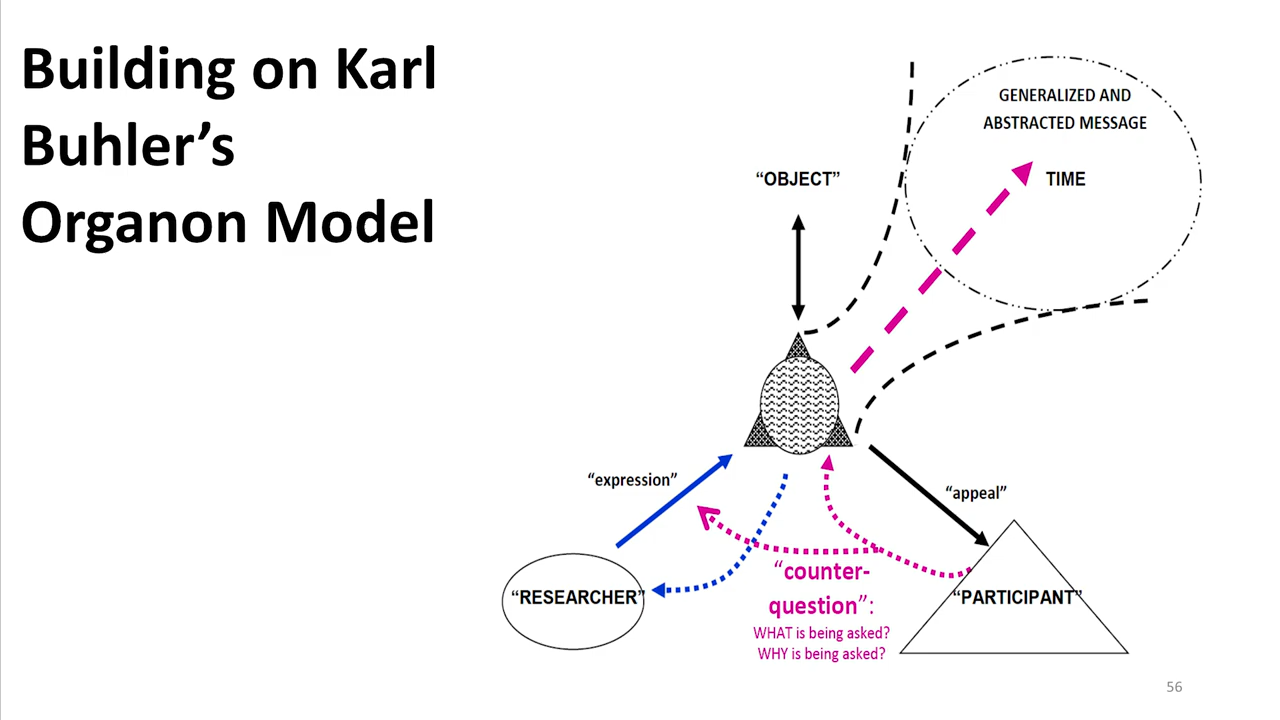 Building on Karl
Buhler’s
Organon Model
GENERALIZED AND
ABSTRACTED MESSAGE
“OBJECT”
TIME
“expression”
“appeal”
“counter-
question”:
WHAT is being asked?
WHY is being asked?
“RESEARCHER”
“PARTICIPANT”
56